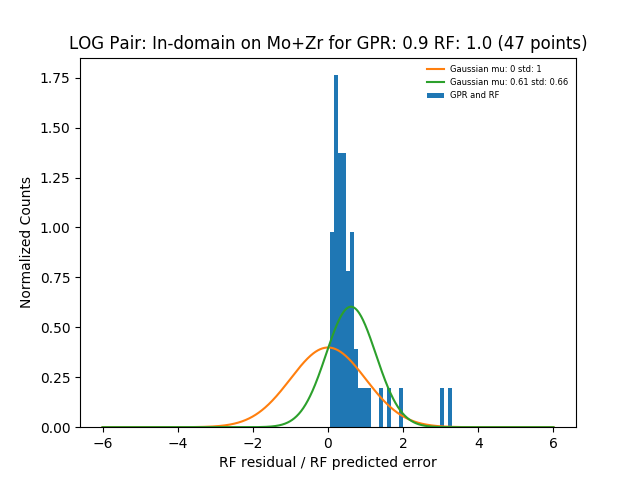 LOG Pair: In-domain on Mo+Zr for GPR: 0.9 RF: 1.0 (47 points)
Gaussian mu: 0 std: 1
Gaussian mu: 0.61 std: 0.66
GPR and RF
Normalized Counts
1.75
1.50
1.25
1.00
0.75
0.50
0.25
0.00
−6 −4 −2 0 2 4 6
RF residual / RF predicted error